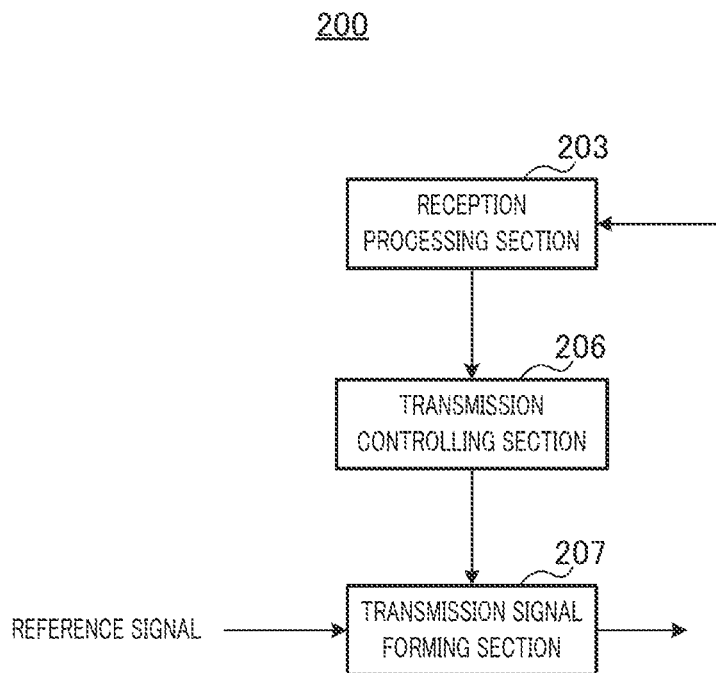 200
203
RECEPTION
PROCESSING SECTION
206
TRANSMISSION
CONTROLLING SECTION
207
REFERENCE SIGNAL
TRANSMISSION SIGNAL
FORMING SECTION